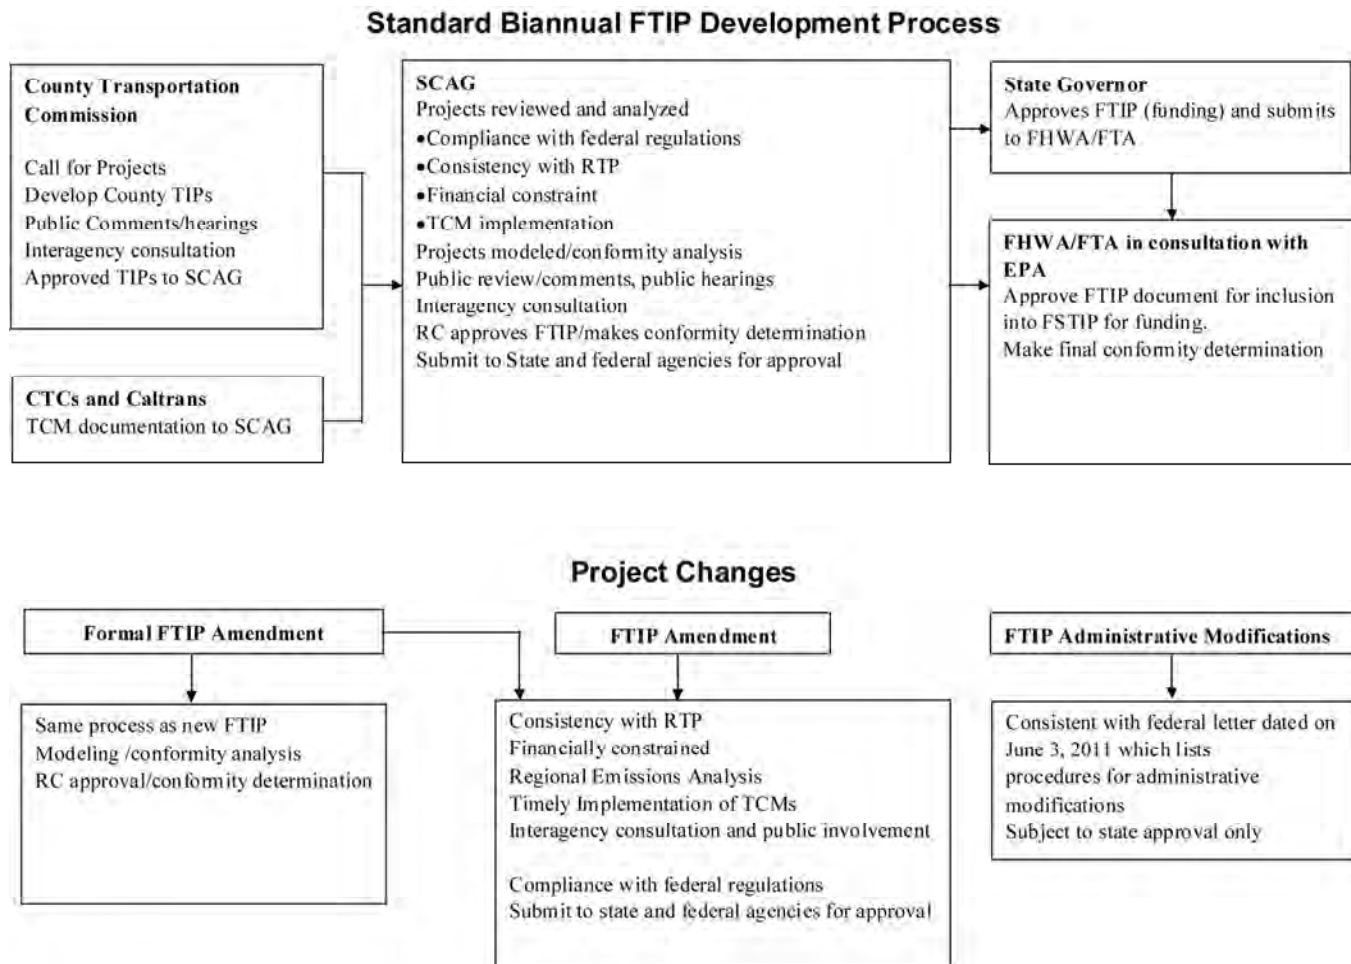 Standard Biannual FTIP Development Process
County Transportation
Commission
Call for Projects
Develop County TIPs
Public Comments/hearings
Interagency consultation
Approved TIPs to SCAG
CTCs and Caltrans
TCM documentation to SCAG
SCAG
Projects reviewed and analyzed
•Compliance with federal regulations
•Consistency with RTP
•Financial constraint
•TCM implementation
Projects modeled/conformity analysis
Public review/comments, public hearings
Interagency consultation
RC approves FTIP/makes conformity determination
Submit to State and federal agencies for approval
State Governor
Approves FTIP (funding) and submits
to FHWA/FTA
FHWA/FTA in consultation with
EPA
Approve FTIP document for inclusion
into FSTIP for funding.
Make final conformity determination
Project Changes
Formal FTIP Amendment
Same process as new FTIP
Modeling /conformity analysis
RC approval/conformity determination
FTIP Amendment
Consistency with RTP
Financially constrained
Regional Emissions Analysis
Timely Implementation of TCMs
Interagency consultation and public involvement
Compliance with federal regulations
Submit to state and federal agencies for approval
FTIP Administrative Modifications
Consistent with federal letter dated on
June 3, 2011 which lists
procedures for administrative
modifications
Subject to state approval only